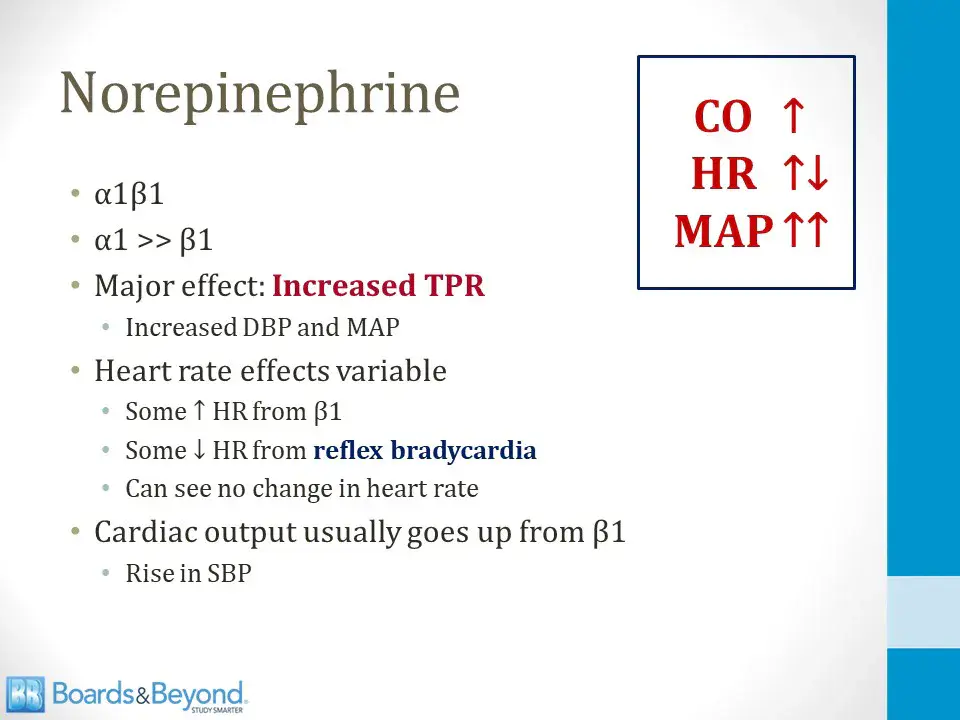 Norepinephrine
CO ↑
HR ↑↓
MAP ↑↑
• α1β1
• α1 >> β1
• Major effect: Increased TPR
• Increased DBP and MAP
• Heart rate effects variable
• Some ↑ HR from β1
• Some ↓ HR from reflex bradycardia
• Can see no change in heart rate
• Cardiac output usually goes up from β1
• Rise in SBP
BB Boards&Beyond.
STUDY SMARTER